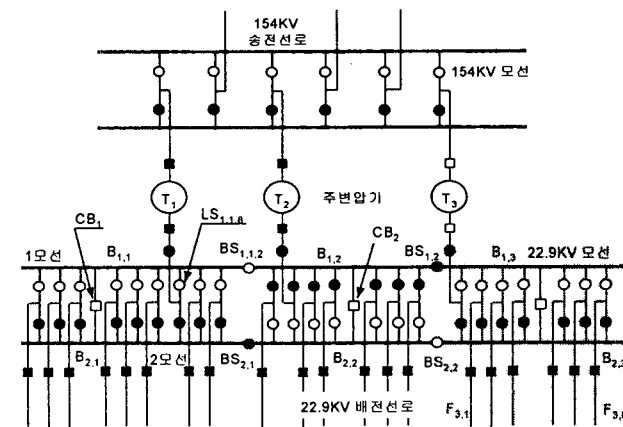 154KV
송전선로
154KV 모선
T1
T2
주변압기
T3
CB1
LS1,1,6
1모선
B1,1
BS1,1,2
B1,2
CB2
BS1,2
B1,3
22.9KV 모선
B2,1
2모선
BS2,1
B2,2
BS2,2
B2,3
22.9KV 배전선로
F3,1